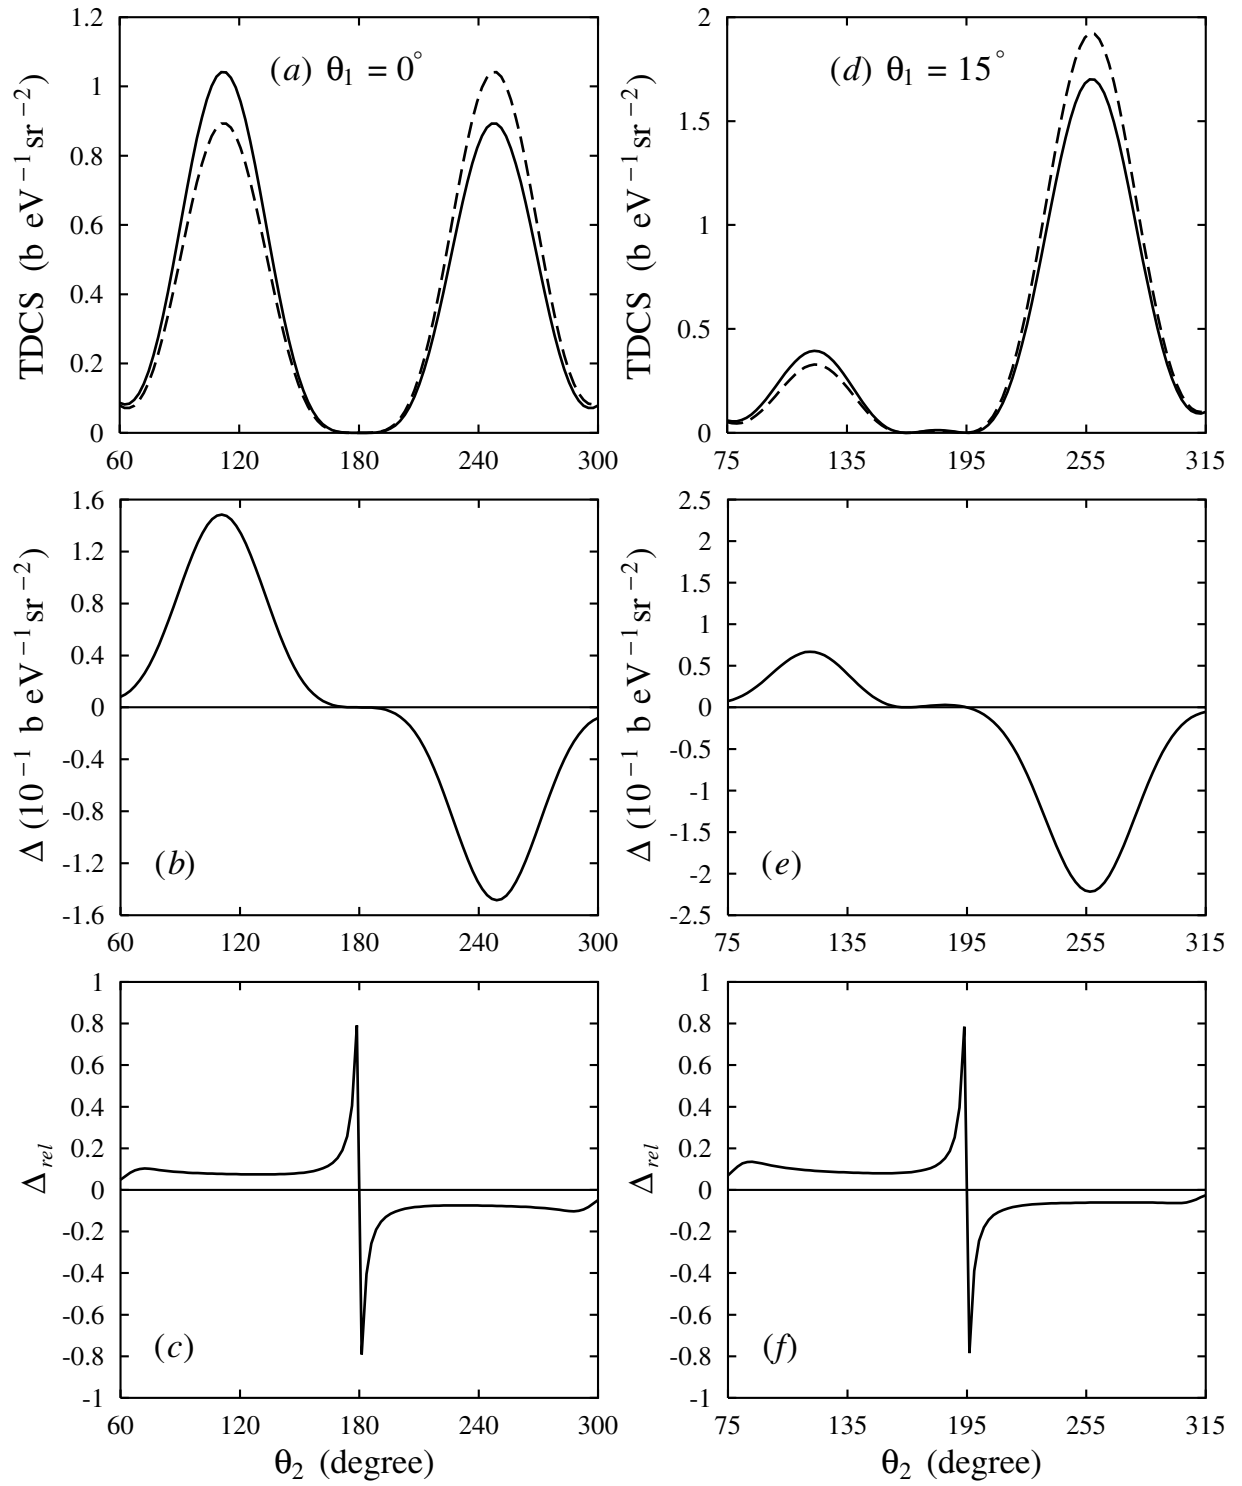 (a) θ₁ = 0°
TDCS (b eV⁻¹sr⁻²)
1.2
1
0.8
0.6
0.4
0.2
0
60 120 180 240 300
(d) θ₁ = 15°
TDCS (b eV⁻¹sr⁻²)
2
1.5
1
0.5
0
75 135 195 255 315
Δ (10⁻¹ b eV⁻¹sr⁻²)
1.6
1.2
0.8
0.4
0
-0.4
-0.8
-1.2
-1.6
(b)
60 120 180 240 300
Δ (10⁻¹ b eV⁻¹sr⁻²)
2.5
2
1.5
1
0.5
0
-0.5
-1
-1.5
-2
-2.5
(e)
75 135 195 255 315
Δrel
1
0.8
0.6
0.4
0.2
0
-0.2
-0.4
-0.6
-0.8
-1
(c)
60 120 180 240 300
θ₂ (degree)
Δrel
1
0.8
0.6
0.4
0.2
0
-0.2
-0.4
-0.6
-0.8
-1
(f)
75 135 195 255 315
θ₂ (degree)